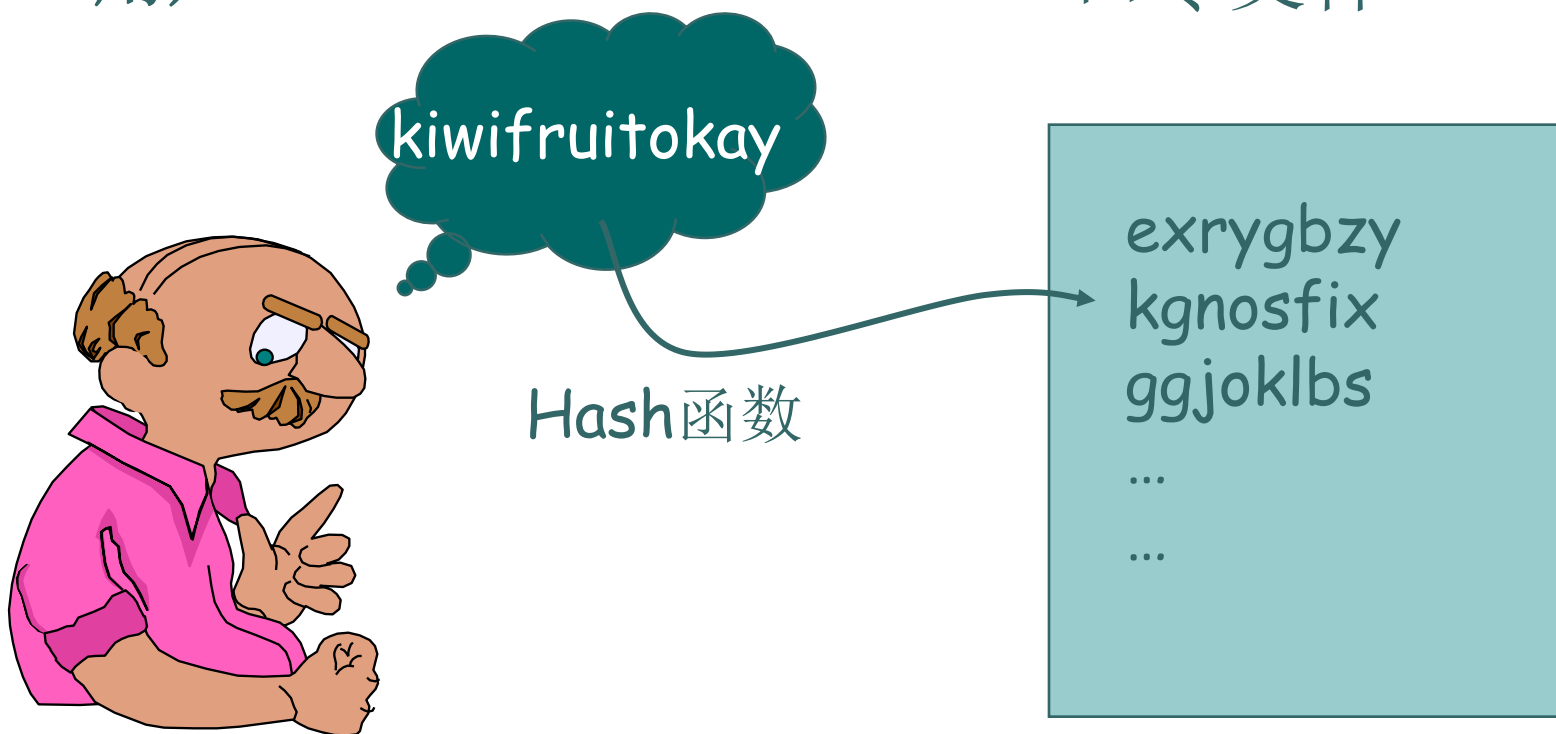 kiwifruitokay
exrygbzy
kgnosfix
ggjoklbs
...
...
Hash函数